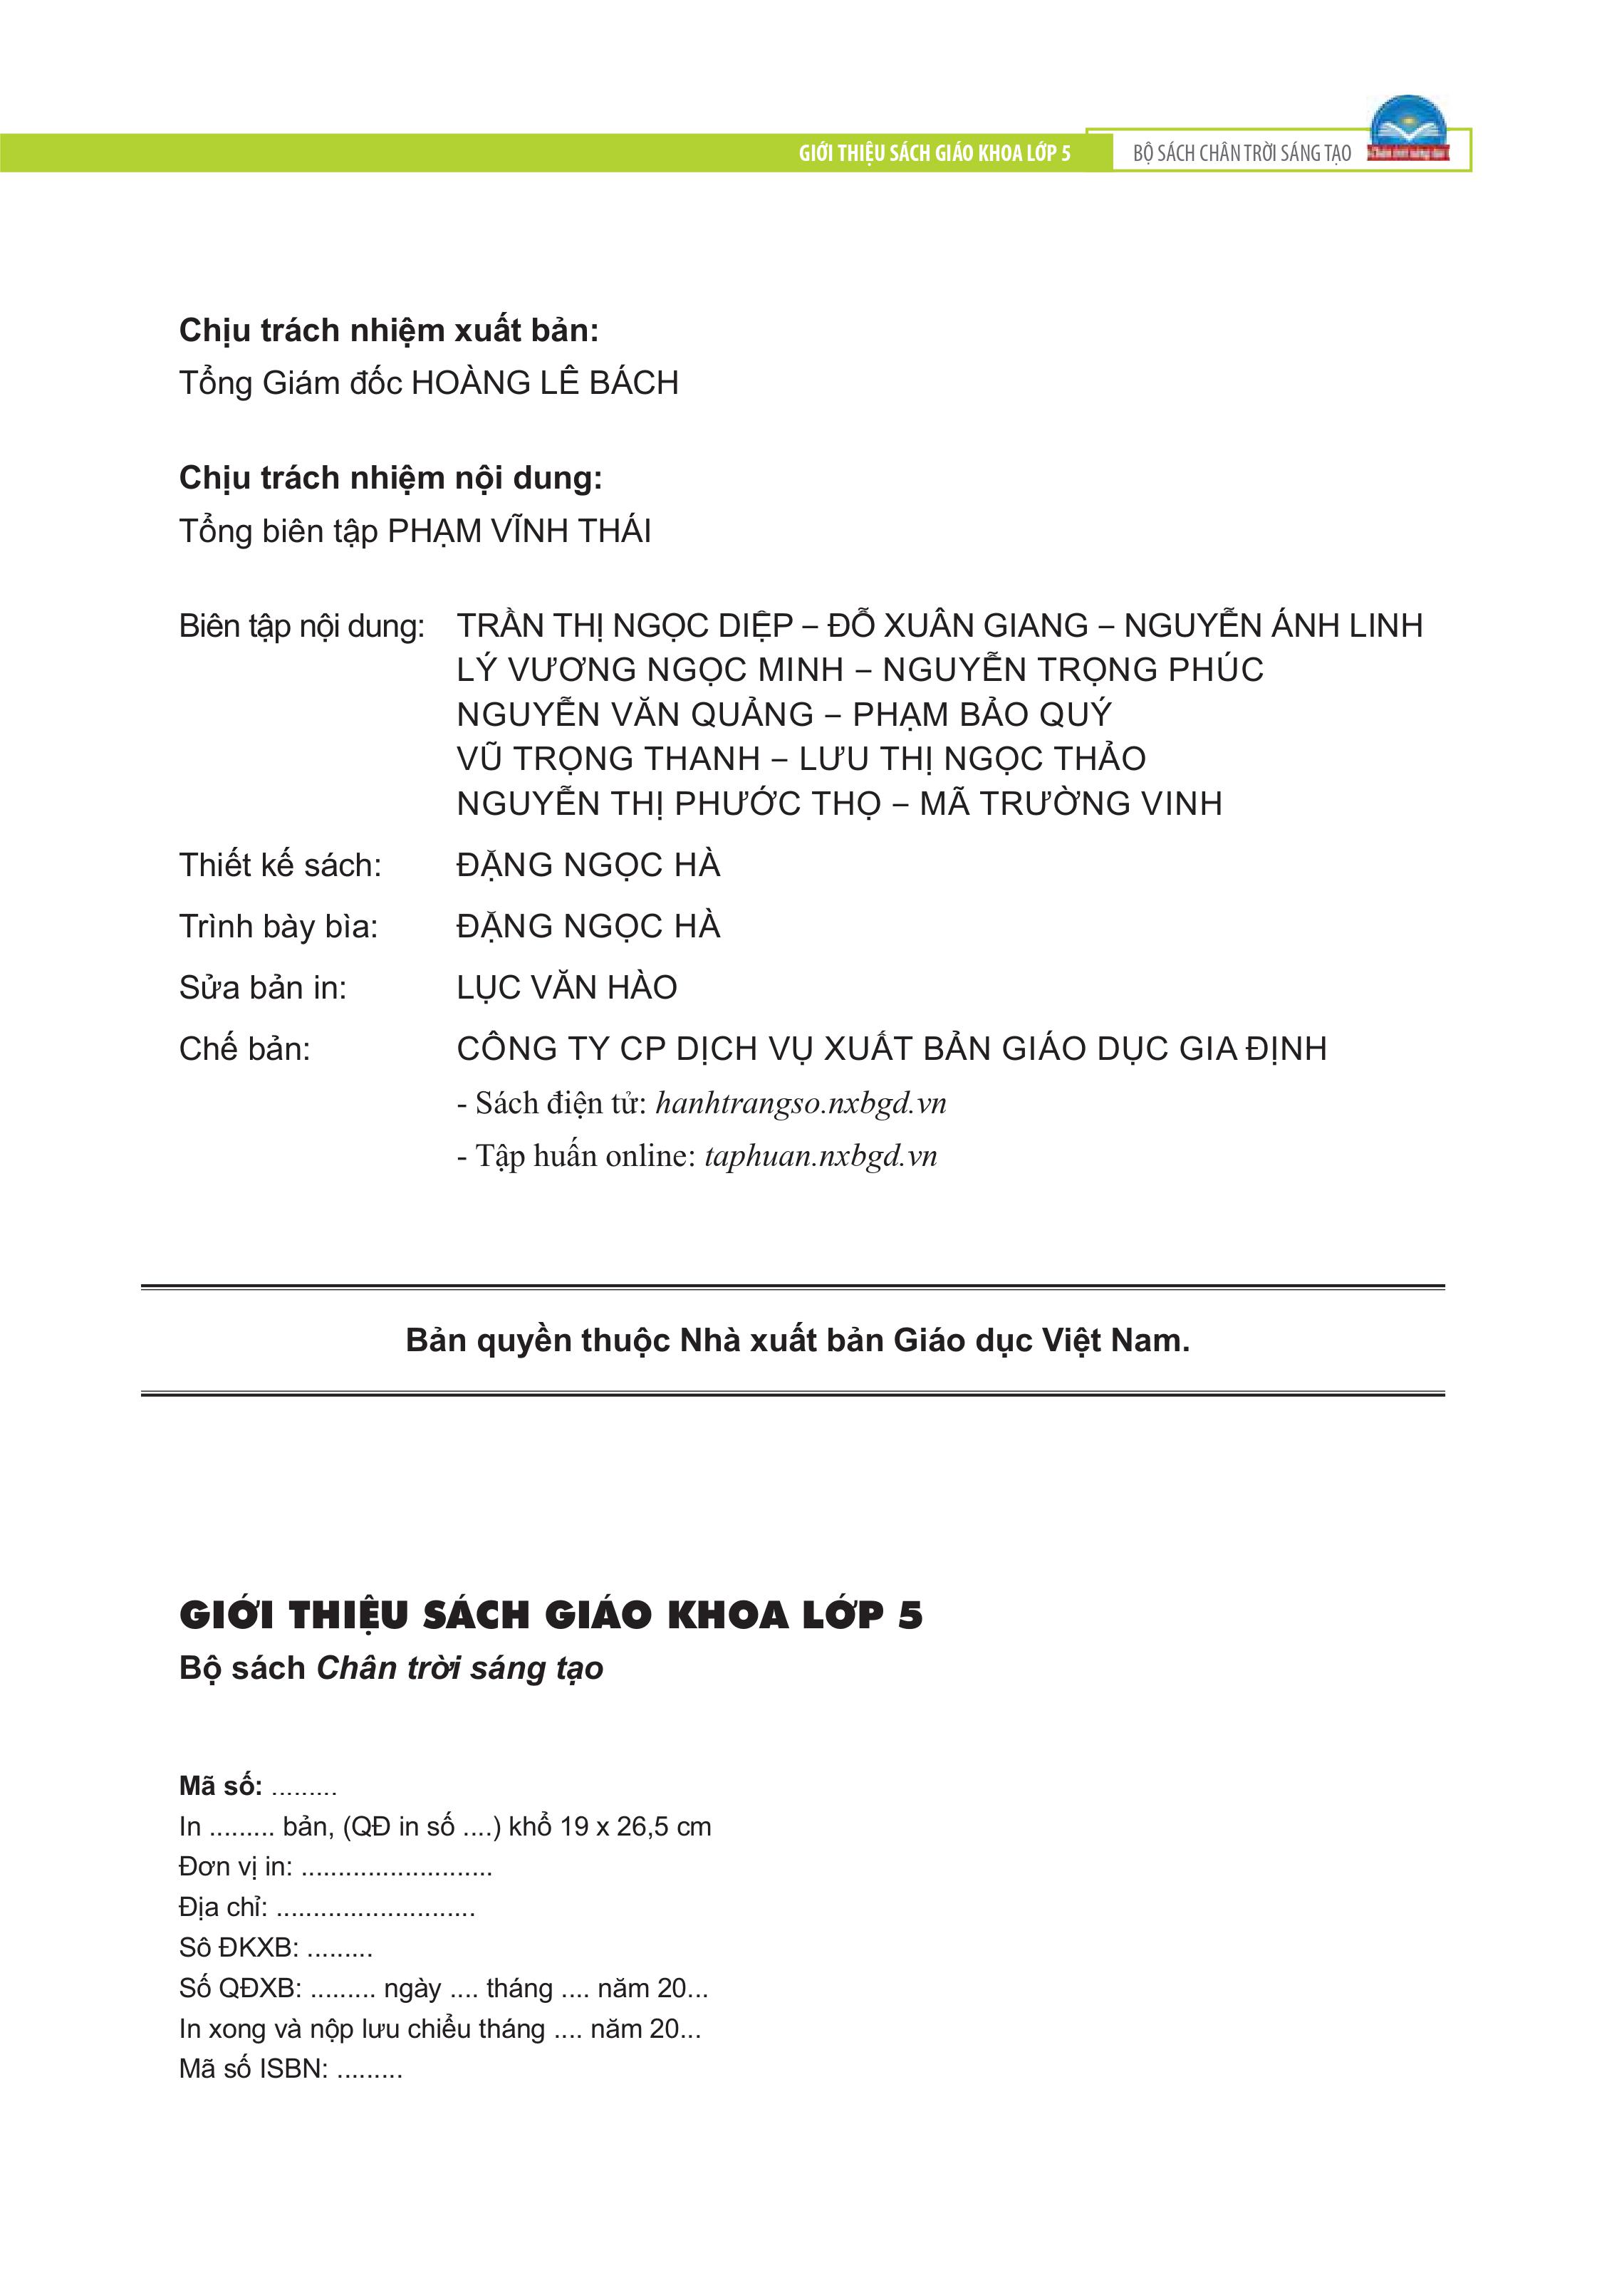 GIỚI THIỆU SÁCH GIÁO KHOA LỚP 5 BỘ SÁCH CHÂN TRỜI SÁNG TẠO
Chịu trách nhiệm xuất bản:
Tổng Giám đốc HOÀNG LÊ BÁCH
Chịu trách nhiệm nội dung:
Tổng biên tập PHẠM VĨNH THÁI
Biên tập nội dung: TRẦN THỊ NGỌC DIỆP – ĐỖ XUÂN GIANG – NGUYỄN ÁNH LINH
LÝ VƯƠNG NGỌC MINH – NGUYỄN TRỌNG PHÚC
NGUYỄN VĂN QUẢNG – PHẠM BẢO QUÝ
VŨ TRỌNG THANH – LƯU THỊ NGỌC THẢO
NGUYỄN THỊ PHƯỚC THỌ – MÃ TRƯỜNG VINH
Thiết kế sách: ĐẶNG NGỌC HÀ
Trình bày bìa: ĐẶNG NGỌC HÀ
Sửa bản in: LỤC VĂN HÀO
Chế bản: CÔNG TY CP DỊCH VỤ XUẤT BẢN GIÁO DỤC GIA ĐỊNH
- Sách điện tử: hanhtrangso.nxbgd.vn
- Tập huấn online: taphuan.nxbgd.vn
Bản quyền thuộc Nhà xuất bản Giáo dục Việt Nam.
GIỚI THIỆU SÁCH GIÁO KHOA LỚP 5
Bộ sách Chân trời sáng tạo
Mã số: .........
In ......... bản, (QĐ in số ....) khổ 19 x 26,5 cm
Đơn vị in: ..........................
Địa chỉ: ...........................
Sô ĐKXB: .........
Số QĐXB: ......... ngày .... tháng .... năm 20...
In xong và nộp lưu chiểu tháng .... năm 20...
Mã số ISBN: .........